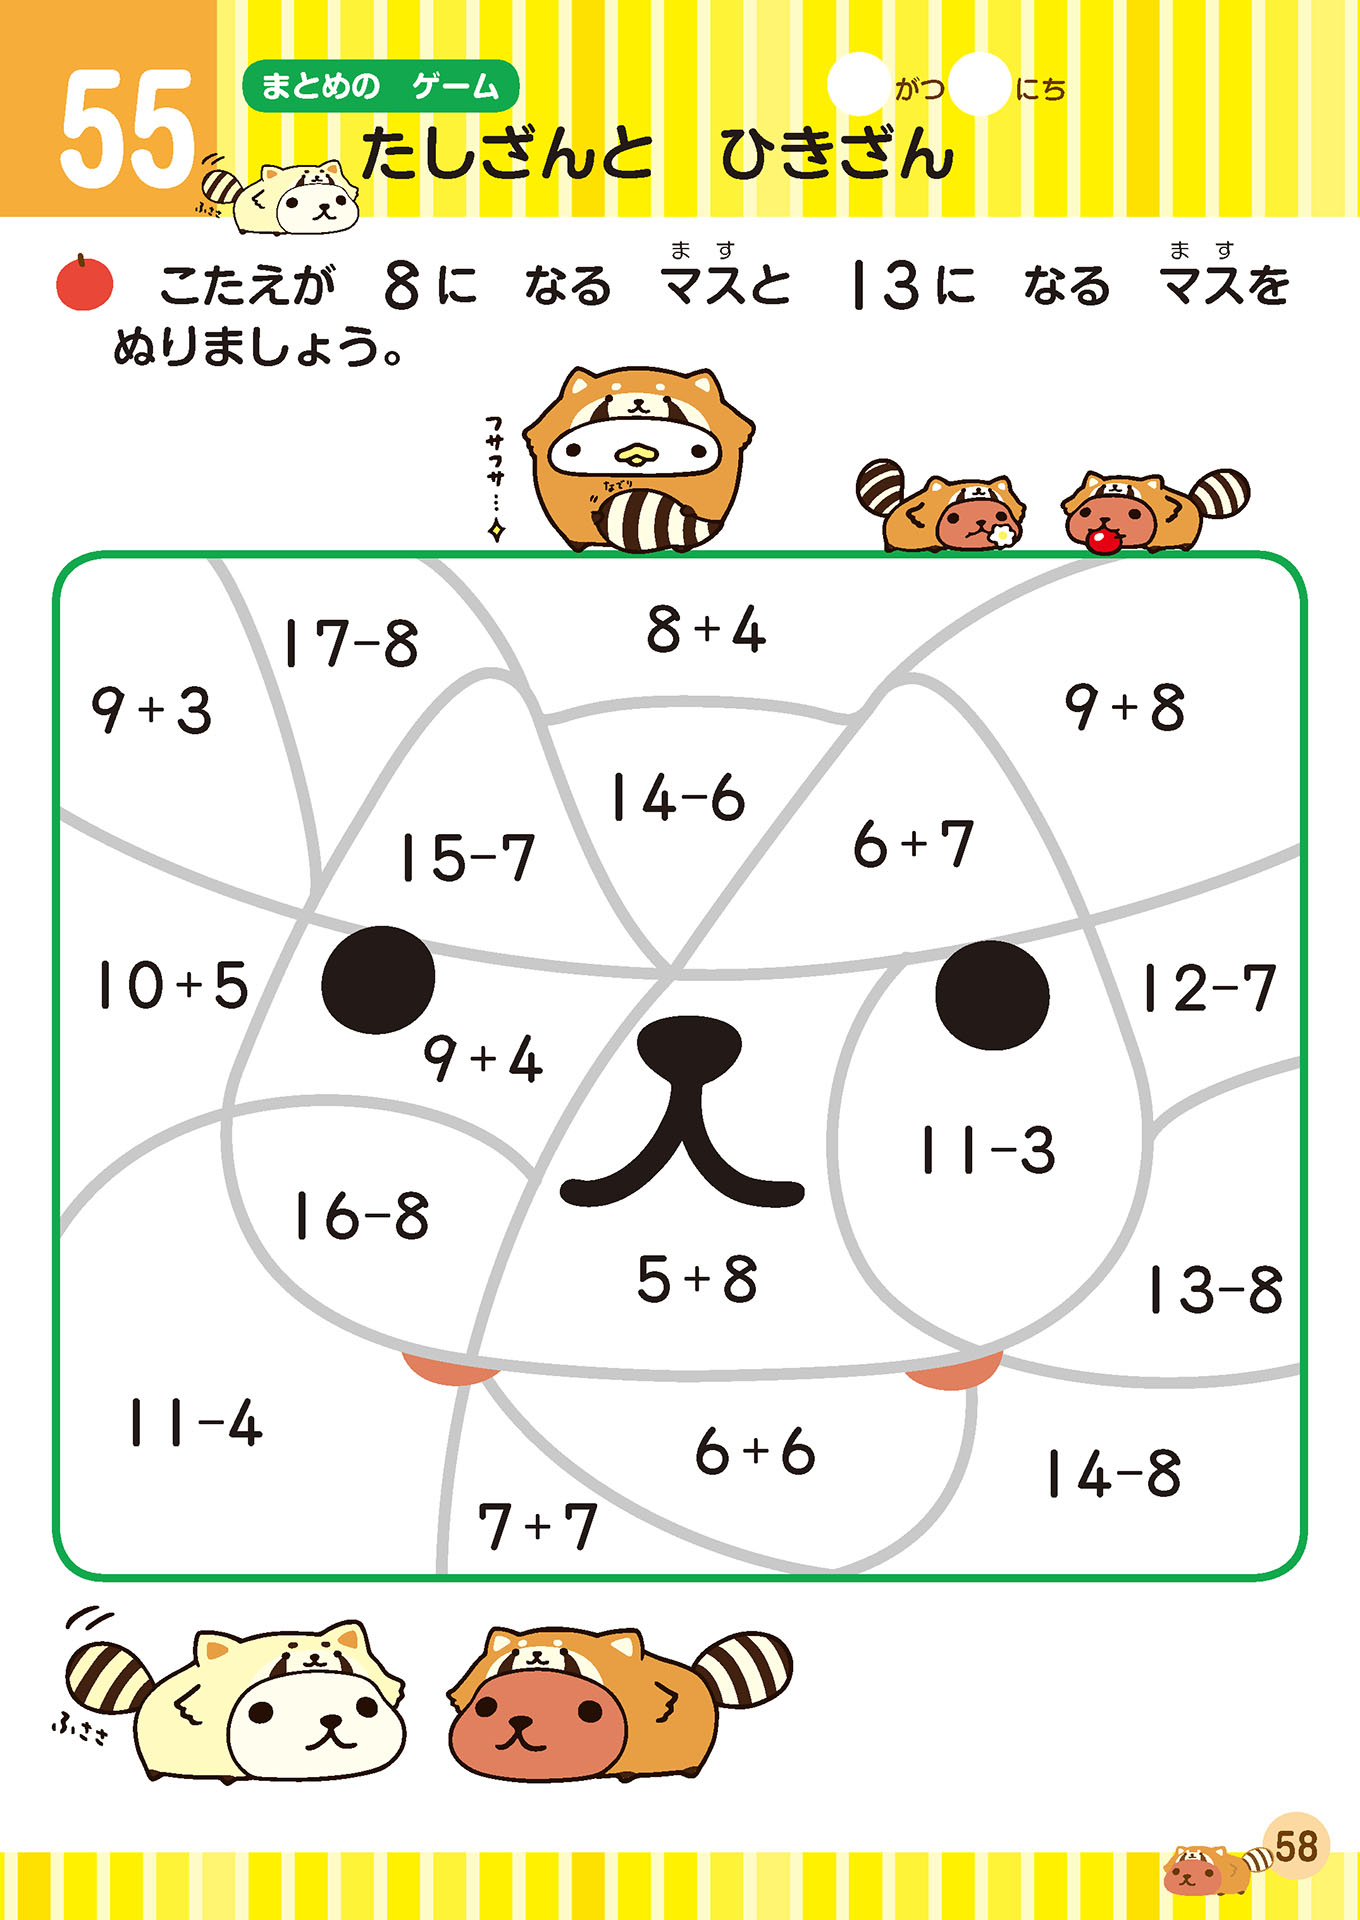 55
まとめの ゲーム
がつ にち
たしざんと ひきざん
ふささ
こたえが 8に なる マスと 13に なる マスを
ます ます
ぬりましょう。
フサフサ…
なでり
17-8
8+4
9+3
9+8
14-6
15-7
6+7
10+5
12-7
9+4
11-3
16-8
5+8
13-8
11-4
6+6
14-8
7+7
ふささ
58